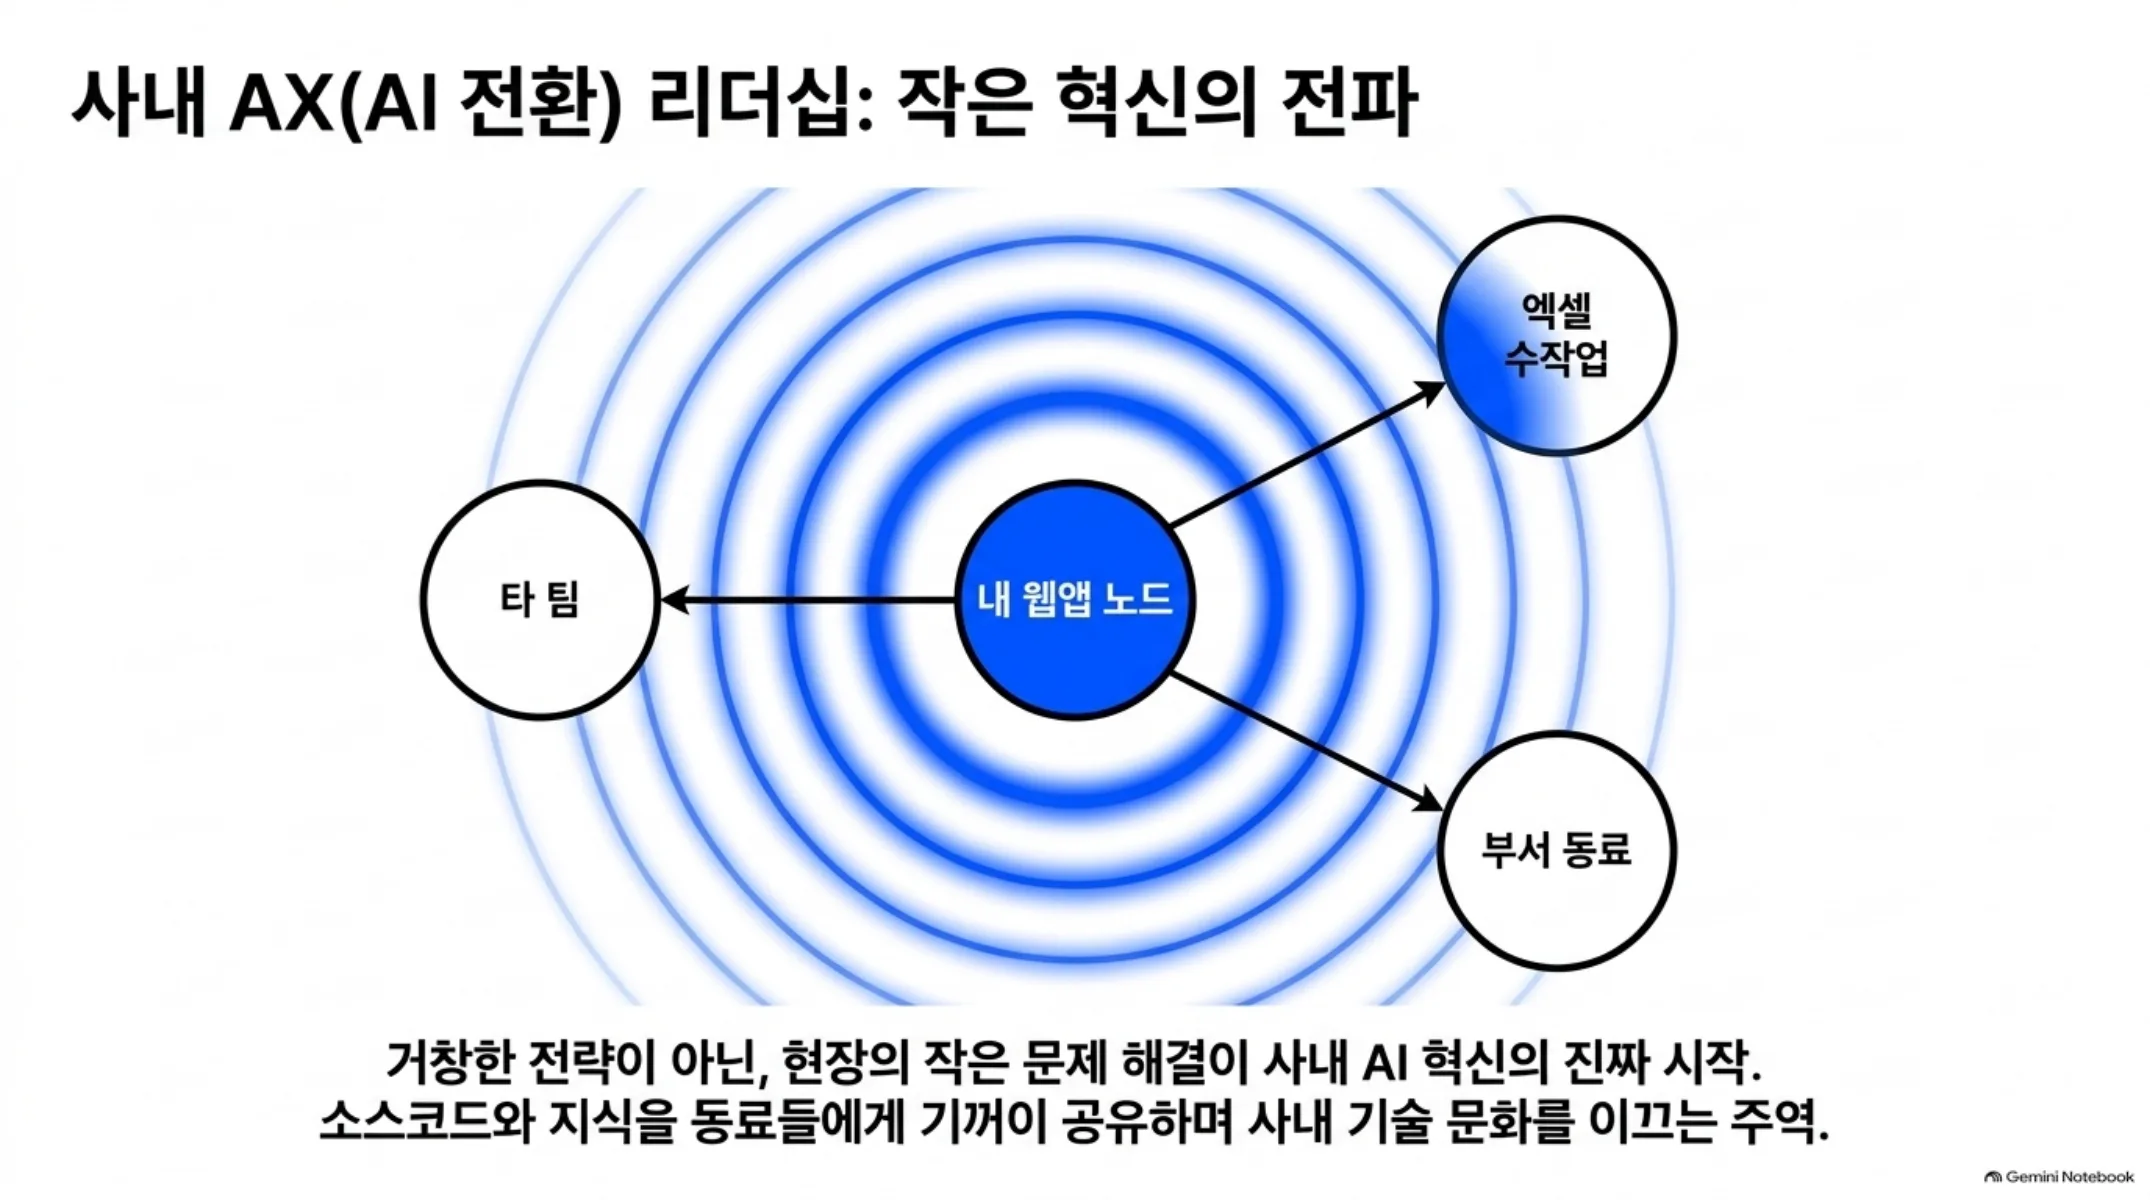 사내 AX(AI 전환) 리더십: 작은 혁신의 전파
엑셀
수작업
타 팀
내 웹앱 노드
부서 동료
거창한 전략이 아닌, 현장의 작은 문제 해결이 사내 AI 혁신의 진짜 시작.
소스코드와 지식을 동료들에게 기꺼이 공유하며 사내 기술 문화를 이끄는 주역.
Gemini Notebook